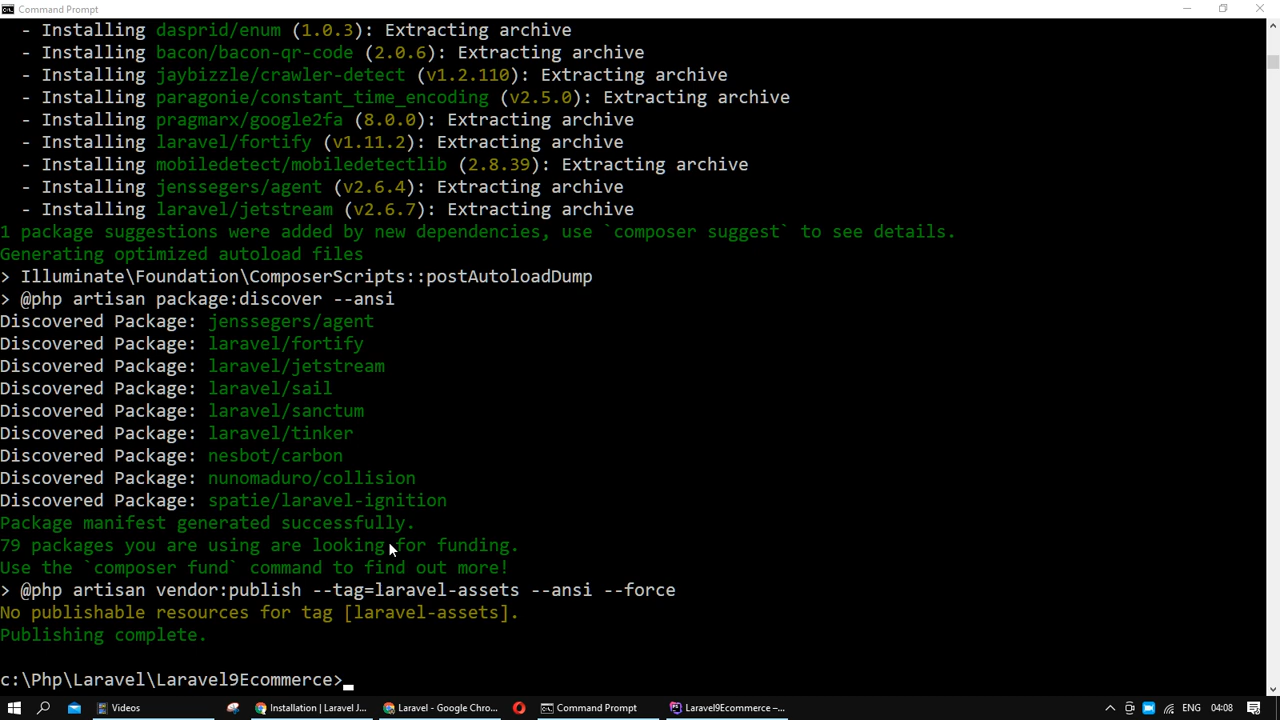 Command Prompt
- Installing dasprid/enum (1.0.3): Extracting archive
- Installing bacon/bacon-qr-code (2.0.6): Extracting archive
- Installing jaybizzle/crawler-detect (v1.2.110): Extracting archive
- Installing paragonie/constant_time_encoding (v2.5.0): Extracting archive
- Installing pragmarx/google2fa (8.0.0): Extracting archive
- Installing laravel/fortify (v1.11.2): Extracting archive
- Installing mobiledetect/mobiledetectlib (2.8.39): Extracting archive
- Installing jenssegers/agent (v2.6.4): Extracting archive
- Installing laravel/jetstream (v2.6.7): Extracting archive
1 package suggestions were added by new dependencies, use `composer suggest` to see details.
Generating optimized autoload files
> Illuminate\Foundation\ComposerScripts::postAutoloadDump
> @php artisan package:discover --ansi
Discovered Package: jenssegers/agent
Discovered Package: laravel/fortify
Discovered Package: laravel/jetstream
Discovered Package: laravel/sail
Discovered Package: laravel/sanctum
Discovered Package: laravel/tinker
Discovered Package: nesbot/carbon
Discovered Package: nunomaduro/collision
Discovered Package: spatie/laravel-ignition
Package manifest generated successfully.
79 packages you are using are looking for funding.
Use the `composer fund` command to find out more!
> @php artisan vendor:publish --tag=laravel-assets --ansi --force
No publishable resources for tag [laravel-assets].
Publishing complete.
c:\Php\Laravel\Laravel9Ecommerce>
Videos
Installation | Laravel J...
Laravel - Google Chro...
Command Prompt
Laravel9Ecommerce –...
ENG
04:08